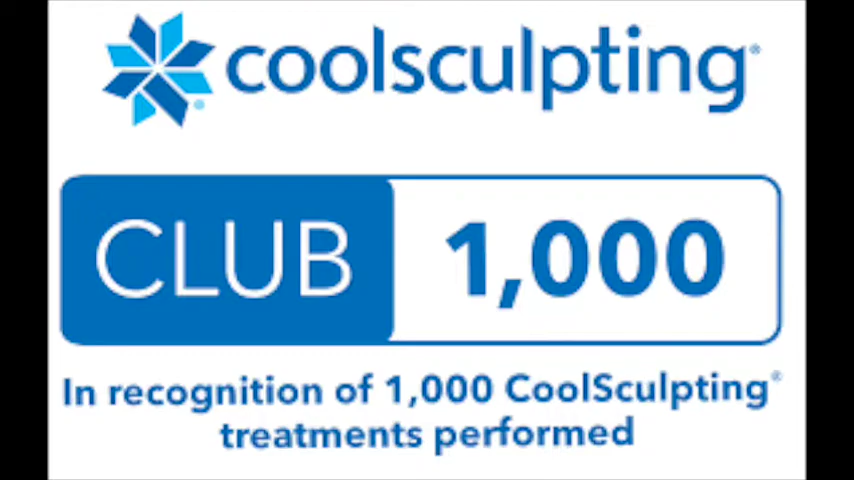 coolsculpting®
CLUB 1,000
In recognition of 1,000 CoolSculpting®
treatments performed